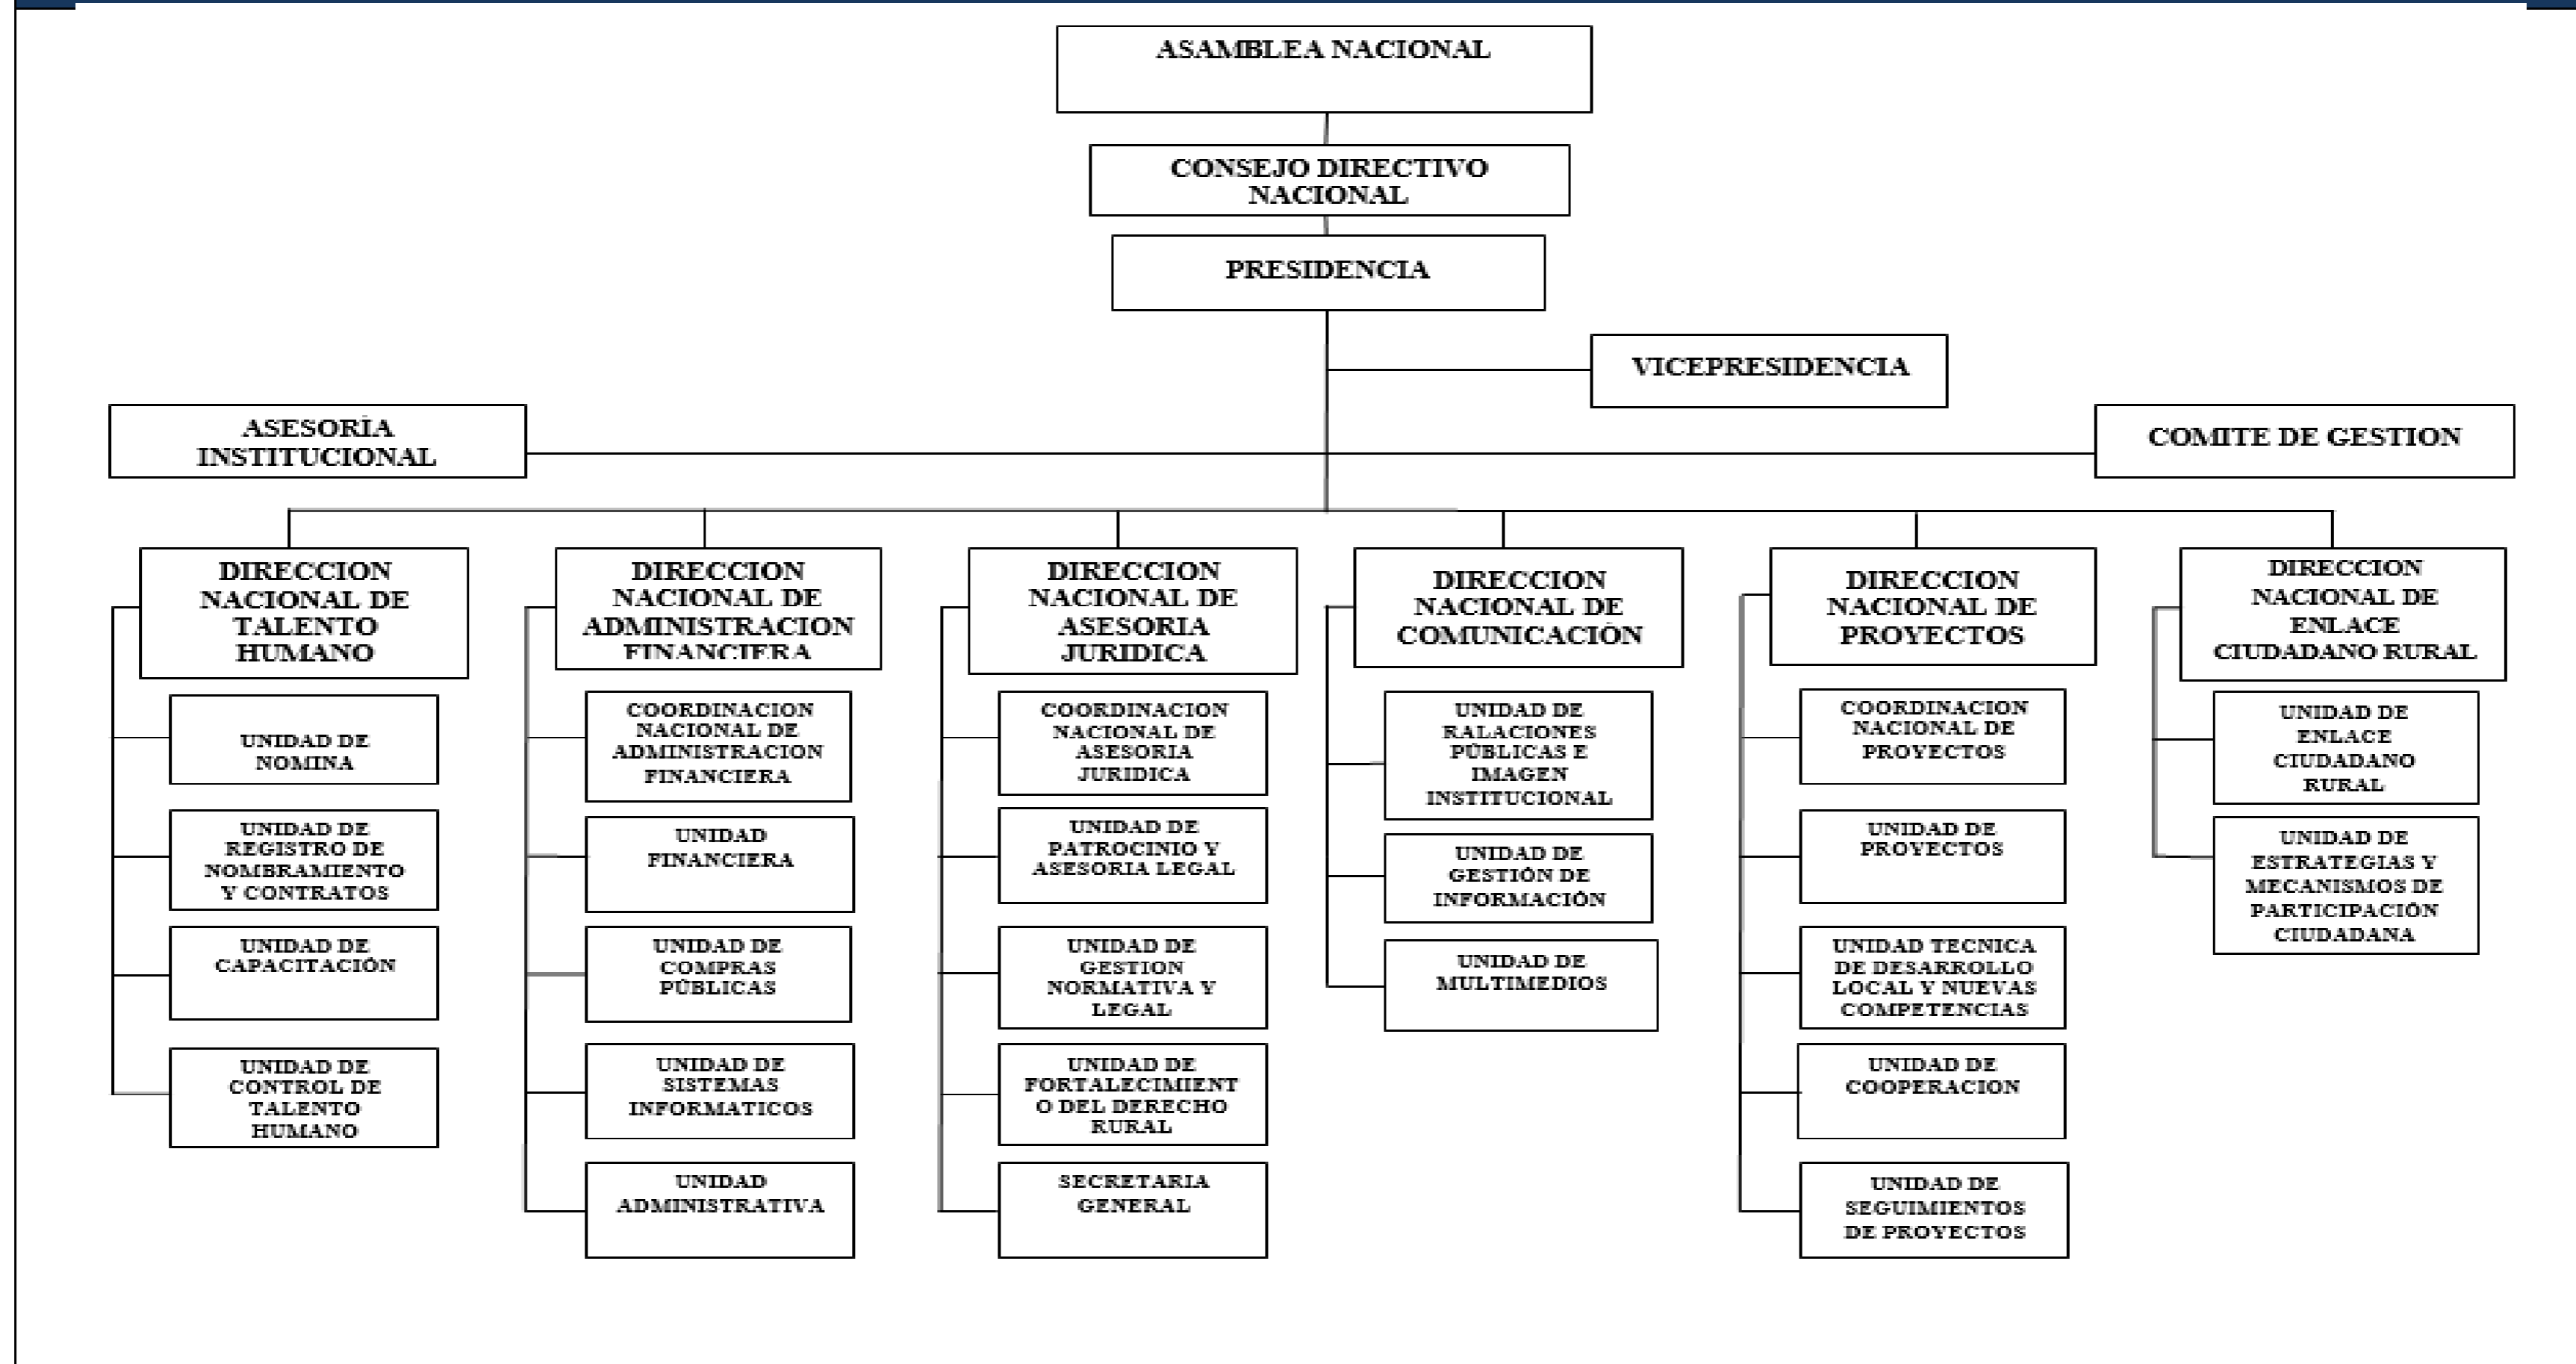 ASAMBLEA NACIONAL
CONSEJO DIRECTIVO
NACIONAL
PRESIDENCIA
VICEPRESIDENCIA
ASESORÍA
INSTITUCIONAL
COMITE DE GESTION
DIRECCION
NACIONAL DE
TALENTO
HUMANO
UNIDAD DE
NOMINA
UNIDAD DE
REGISTRO DE
NOMBRAMIENTO
Y CONTRATOS
UNIDAD DE
CAPACITACIÓN
UNIDAD DE
CONTROL DE
TALENTO
HUMANO
DIRECCION
NACIONAL DE
ADMINISTRACION
FINANCIERA
COORDINACION
NACIONAL DE
ADMINISTRACION
FINANCIERA
UNIDAD
FINANCIERA
UNIDAD DE
COMPRAS
PÚBLICAS
UNIDAD DE
SISTEMAS
INFORMATICOS
UNIDAD
ADMINISTRATIVA
DIRECCION
NACIONAL DE
ASESORIA
JURIDICA
COORDINACION
NACIONAL DE
ASESORIA
JURIDICA
UNIDAD DE
PATROCINIO Y
ASESORIA LEGAL
UNIDAD DE
GESTION
NORMATIVA Y
LEGAL
UNIDAD DE
FORTALECIMIENT
O DEL DERECHO
RURAL
SECRETARIA
GENERAL
DIRECCION
NACIONAL DE
COMUNICACIÓN
UNIDAD DE
RALACIONES
PÚBLICAS E
IMAGEN
INSTITUCIONAL
UNIDAD DE
GESTIÓN DE
INFORMACIÓN
UNIDAD DE
MULTIMEDIOS
DIRECCION
NACIONAL DE
PROYECTOS
COORDINACION
NACIONAL DE
PROYECTOS
UNIDAD DE
PROYECTOS
UNIDAD TECNICA
DE DESARROLLO
LOCAL Y NUEVAS
COMPETENCIAS
UNIDAD DE
COOPERACION
UNIDAD DE
SEGUIMIENTOS
DE PROYECTOS
DIRECCION
NACIONAL DE
ENLACE
CIUDADANO RURAL
UNIDAD DE
ENLACE
CIUDADANO
RURAL
UNIDAD DE
ESTRATEGIAS Y
MECANISMOS DE
PARTICIPACIÓN
CIUDADANA